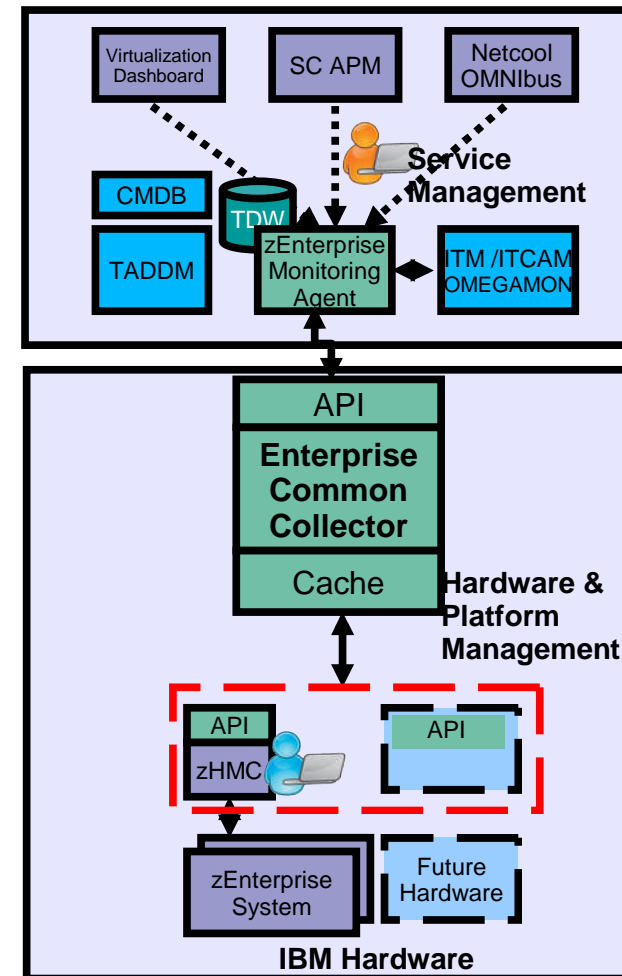 Virtualization
Dashboard
SC APM
Netcool
OMNIbus
Service
Management
CMDB
TDW
TADDM
zEnterprise
Monitoring
Agent
ITM /ITCAM
OMEGAMON
API
Enterprise
Common
Collector
Cache
Hardware &
Platform
Management
API
zHMC
API
zEnterprise
System
Future
Hardware
IBM Hardware